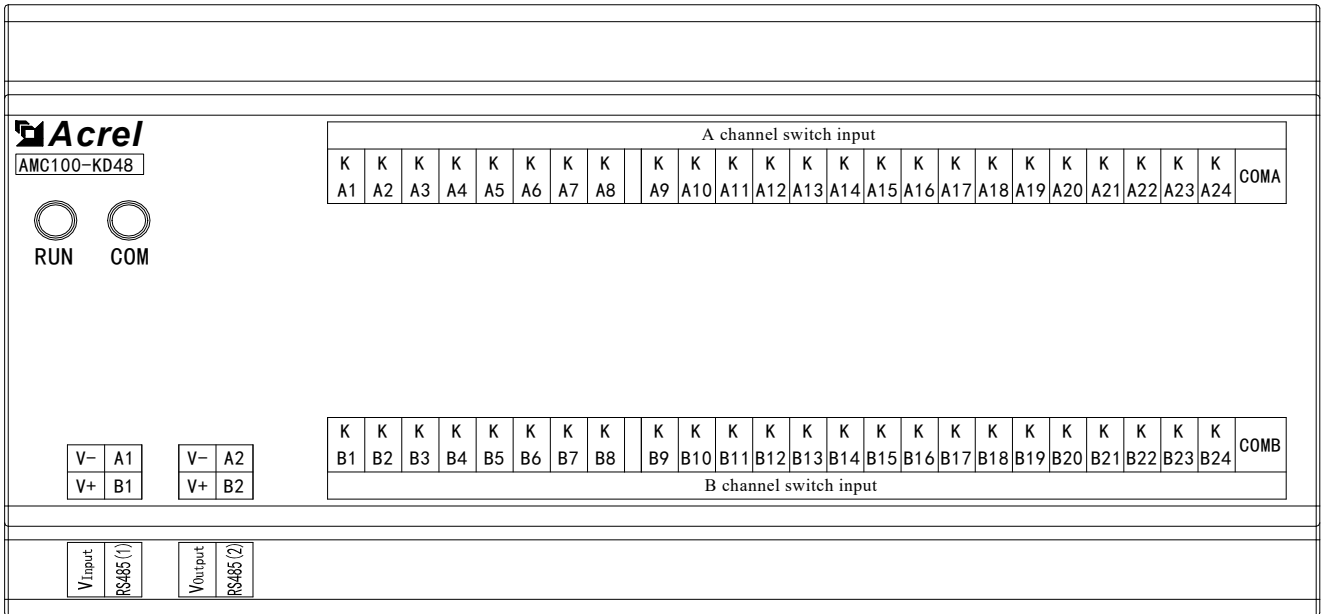 Acrel
AMC100-KD48
RUN COM
A channel switch input
K K K K K K K K K K K K K K K K K K K K K K K K COMA
A1 A2 A3 A4 A5 A6 A7 A8 A9 A10 A11 A12 A13 A14 A15 A16 A17 A18 A19 A20 A21 A22 A23 A24
K K K K K K K K K K K K K K K K K K K K K K K K COMB
B1 B2 B3 B4 B5 B6 B7 B8 B9 B10 B11 B12 B13 B14 B15 B16 B17 B18 B19 B20 B21 B22 B23 B24
B channel switch input
V- A1 V- A2
V+ B1 V+ B2
VInput
RS485(1)
VOutput
RS485(2)